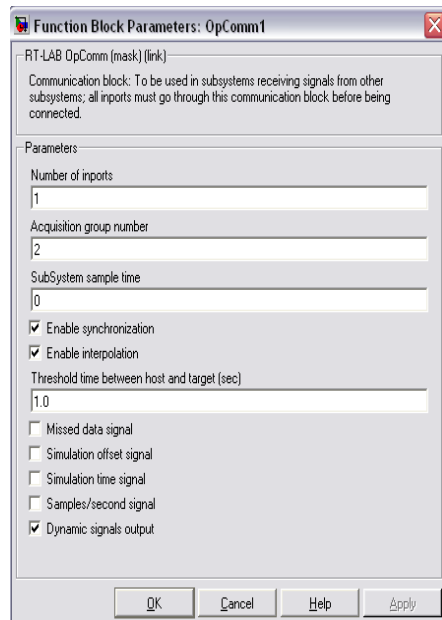 Function Block Parameters: OpComm1
RT-LAB OpComm (mask) (link)
Communication block: To be used in subsystems receiving signals from other
subsystems; all inports must go through this communication block before being
connected.
Parameters
Number of inports
1
Acquisition group number
2
SubSystem sample time
0
Enable synchronization
Enable interpolation
Threshold time between host and target (sec)
1.0
Missed data signal
Simulation offset signal
Simulation time signal
Samples/second signal
Dynamic signals output
OK Cancel Help Apply